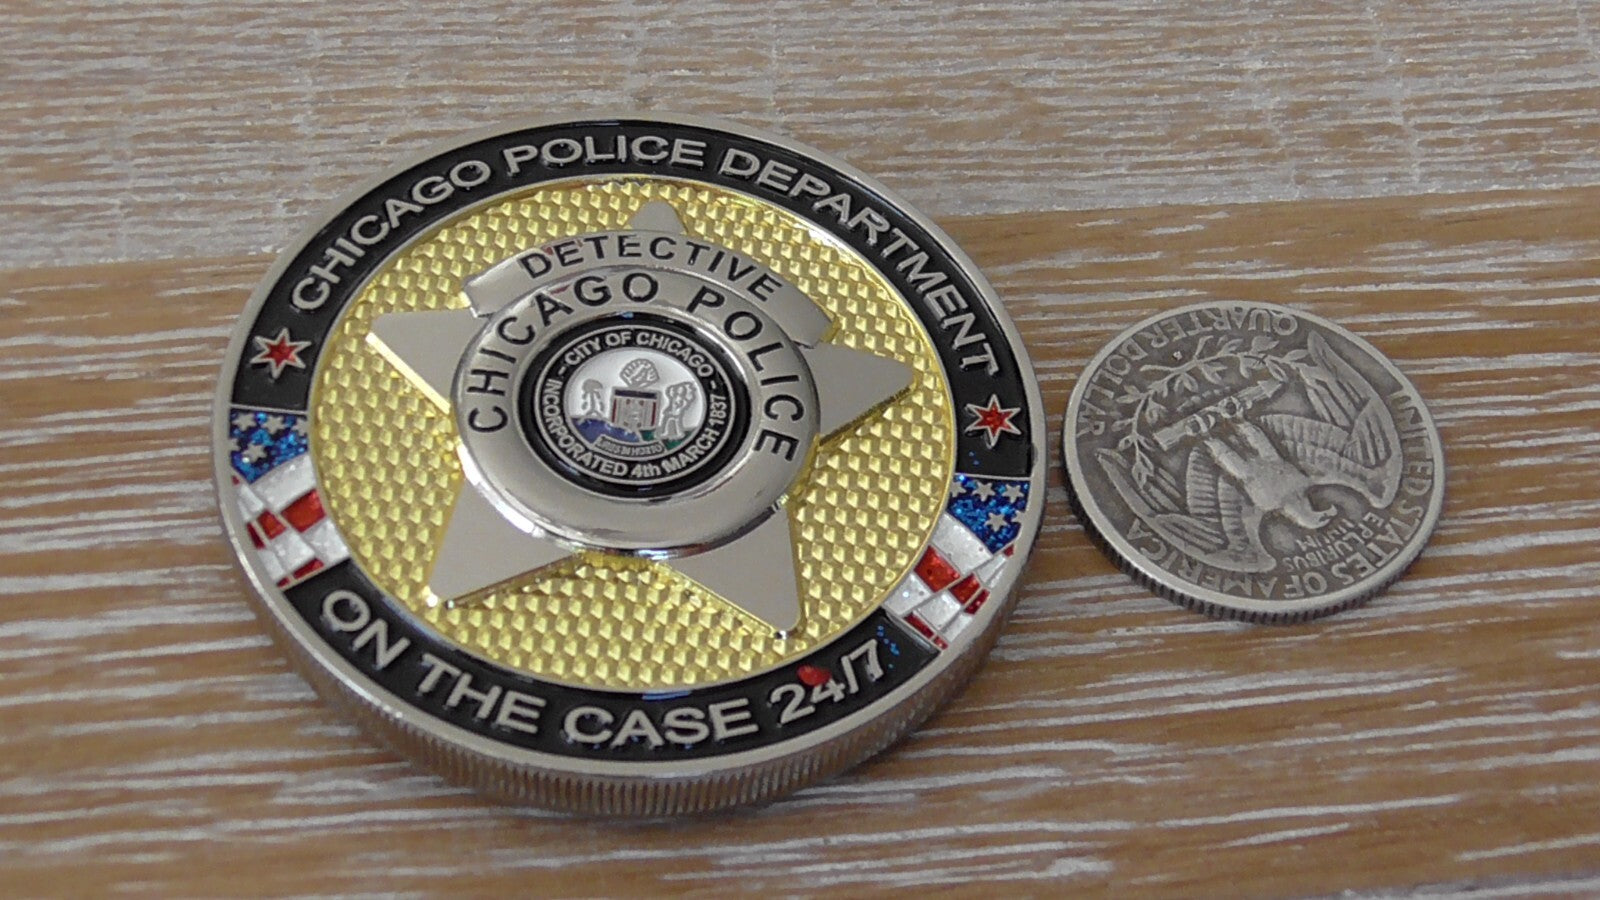 CHICAGO POLICE DEPARTMENT
DETECTIVE
CHICAGO POLICE
CITY OF CHICAGO
INCORPORATED 4th MARCH 1837
ON THE CASE 24/7
UNITED STATES OF AMERICA
E PLURIBUS
UNUM
QUARTER DOLLAR